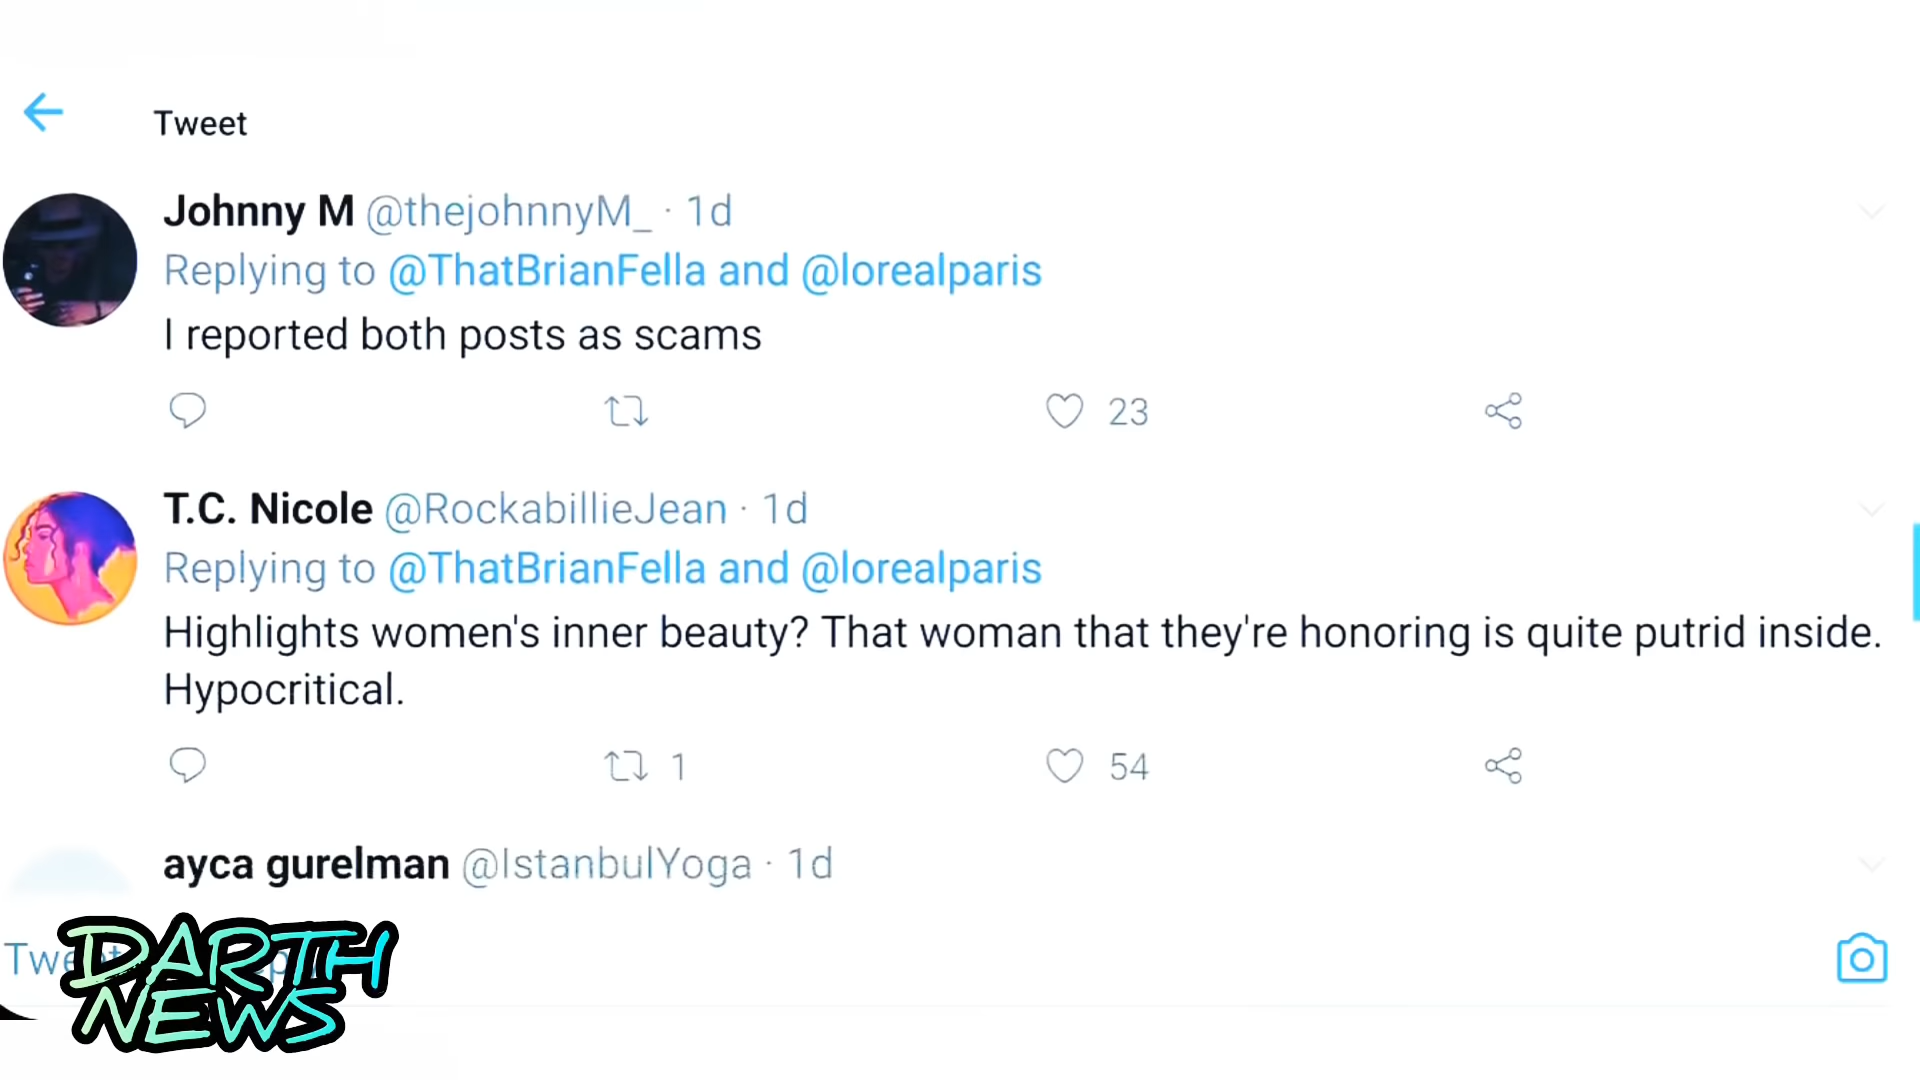 Tweet
Johnny M @thejohnnyM_ · 1d
Replying to @ThatBrianFella and @lorealparis
I reported both posts as scams
23
T.C. Nicole @RockabillieJean · 1d
Replying to @ThatBrianFella and @lorealparis
Highlights women's inner beauty? That woman that they're honoring is quite putrid inside.
Hypocritical.
1 54
ayca gurelman @IstanbulYoga · 1d
DARTH
NEWS